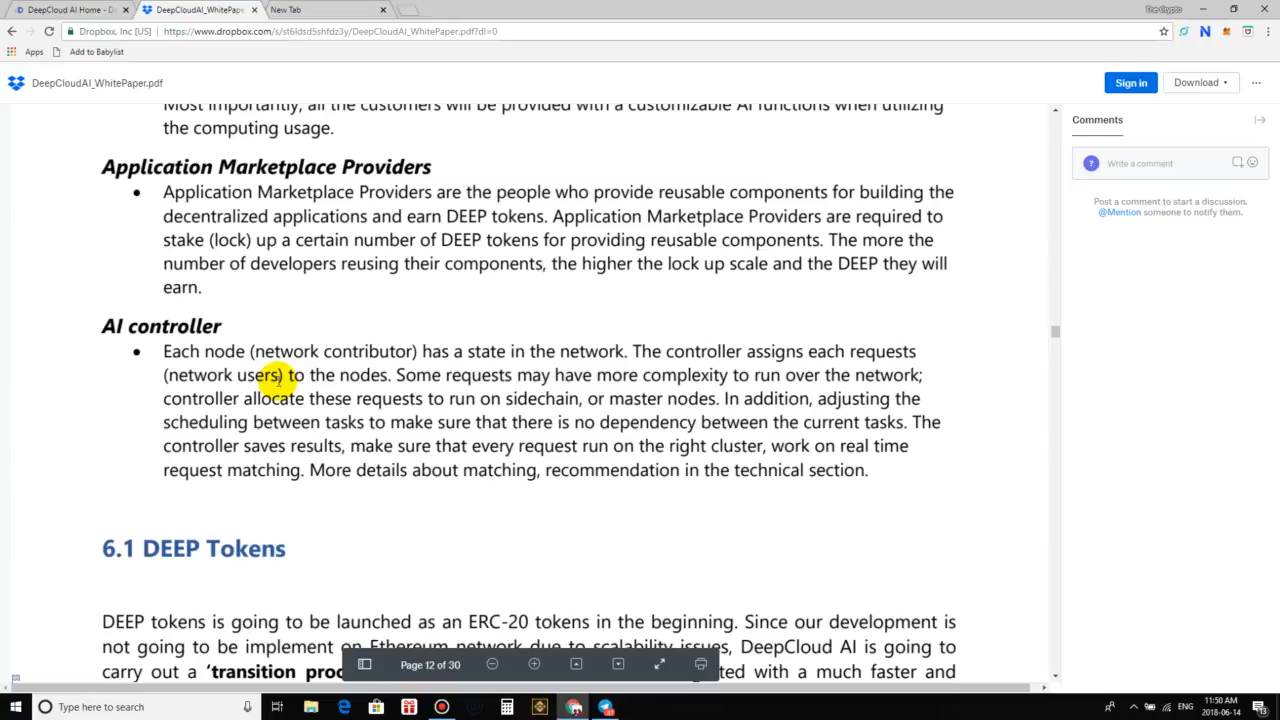 DeepCloud AI Home - De
DeepCloudAI_WhitePaper.p
New Tab
The Crypto
Dropbox, Inc [US]
https://www.dropbox.com/s/st6ldsd5shfdz3y/DeepCloudAI_WhitePaper.pdf?dl=0
Apps
Add to Babylist
DeepCloudAI_WhitePaper.pdf
Sign in
Download
Most importantly, all the customers will be provided with a customizable AI functions when utilizing
the computing usage.
Application Marketplace Providers
• Application Marketplace Providers are the people who provide reusable components for building the
decentralized applications and earn DEEP tokens. Application Marketplace Providers are required to
stake (lock) up a certain number of DEEP tokens for providing reusable components. The more the
number of developers reusing their components, the higher the lock up scale and the DEEP they will
earn.
AI controller
• Each node (network contributor) has a state in the network. The controller assigns each requests
(network users) to the nodes. Some requests may have more complexity to run over the network;
controller allocate these requests to run on sidechain, or master nodes. In addition, adjusting the
scheduling between tasks to make sure that there is no dependency between the current tasks. The
controller saves results, make sure that every request run on the right cluster, work on real time
request matching. More details about matching, recommendation in the technical section.
6.1 DEEP Tokens
DEEP tokens is going to be launched as an ERC-20 tokens in the beginning. Since our development is
not going to be implement on Ethereum network due to scalability issues, DeepCloud AI is going to
carry out a 'transition proc
ted with a much faster and
Page 12 of 30
Comments
?
Write a comment
Post a comment to start a discussion.
@Mention someone to notify them.
Type here to search
ENG
11:50 AM
2018-06-14
13